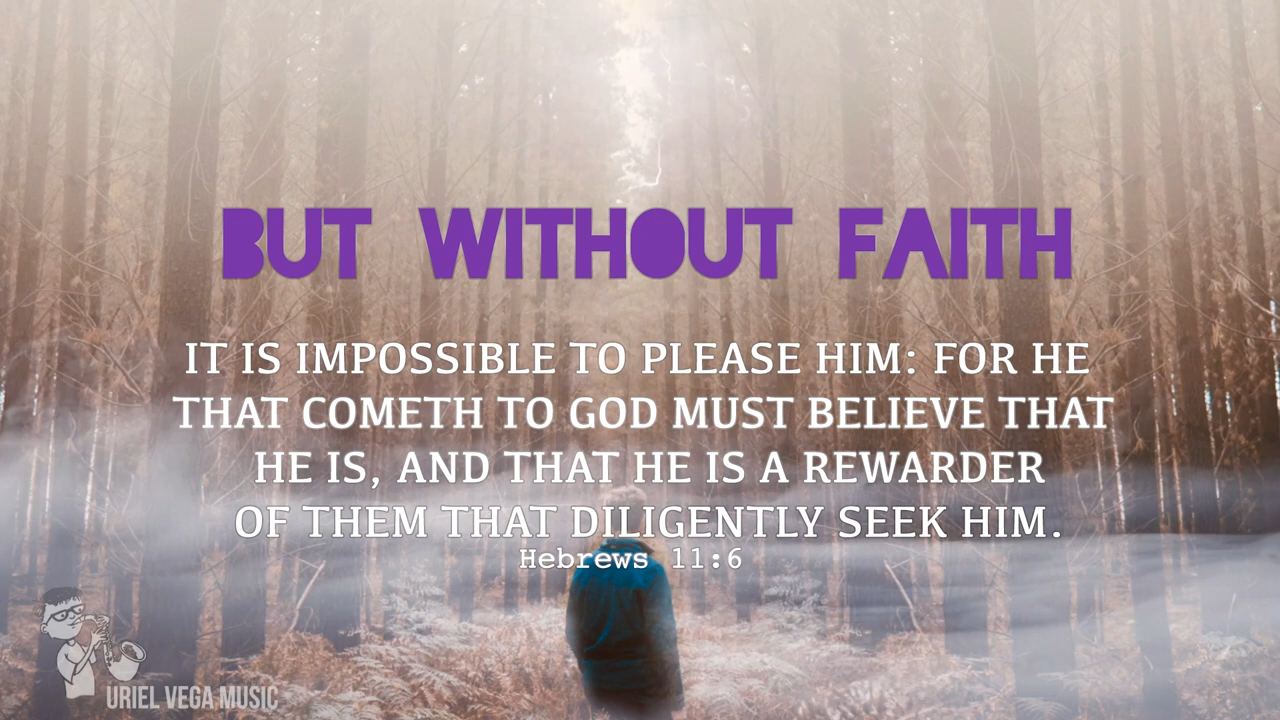 BUT WITHOUT FAITH
IT IS IMPOSSIBLE TO PLEASE HIM: FOR HE
THAT COMETH TO GOD MUST BELIEVE THAT
HE IS, AND THAT HE IS A REWARDER
OF THEM THAT DILIGENTLY SEEK HIM.
Hebrews 11:6
URIEL VEGA MUSIC